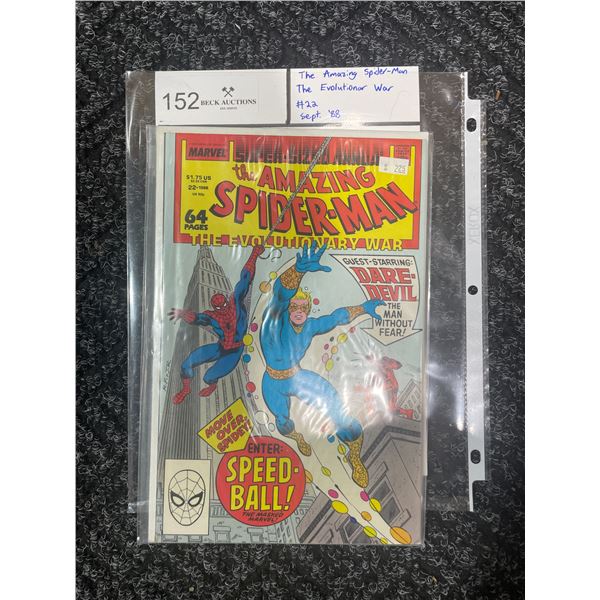 152
BECK AUCTIONS
The Amazing Spider-Man
The Evolutionar War
#22
Sept. '88
MARVEL
SUPER-SIZED ANNUAL
$1.75 US
22-1988
the AMAZING
SPIDER-MAN
64
PAGES
THE EVOLUTIONARY WAR
GUEST-STARRING:
DARE-
DEVIL
THE
MAN
WITHOUT
FEAR!
MOVE
OVER,
SPIDEY!
ENTER:
SPEED-
BALL!
THE MASKED
MARVEL!
XEROX